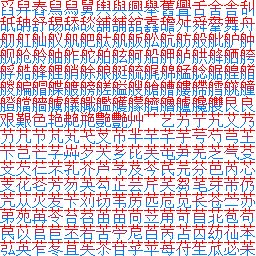 舀舁舂舃舄舅舆與興舉舊舋舌舍舎舏
舐舑舒舓舔舕舖舗舘舙舚舛舜舝舞舟
舠舡舢舣舤舥舦舧舨舩航舫般舭舮舯
舰舱舲舳舴舵舶舷舸船舺舻舼舽舾舿
艀艁艂艃艄艅艆艇艈艉艊艋艌艍艎艏
艐艑艒艓艔艕艖艗艘艙艚艛艜艝艞艟
艠艡艢艣艤艥艦艧艨艩艪艫艬艭艮良
艰艱色艳艴艵艶艷艸艹艺艻艼艽艾艿
芀芁节芃芄芅芆芇芈芉芊芋芌芍芎芏
芐芑芒芓芔芕芖芗芘芙芚芛芜芝芞芟
芠芡芢芣芤芥芦芧芨芩芪芫芬芭芮芯
芰花芲芳芴芵芶芷芸芹芺芻芼芽芾芿
苀苁苂苃苄苅苆苇苈苉苊苋苌苍苎苏
苐苑苒苓苔苕苖苗苘苙苚苛苜苝苞苟
苠苡苢苣苤若苦苧苨苩苪苫苬苭苮苯
苰英苲苳苴苵苶苷苸苹苺苻苼苽苾苿